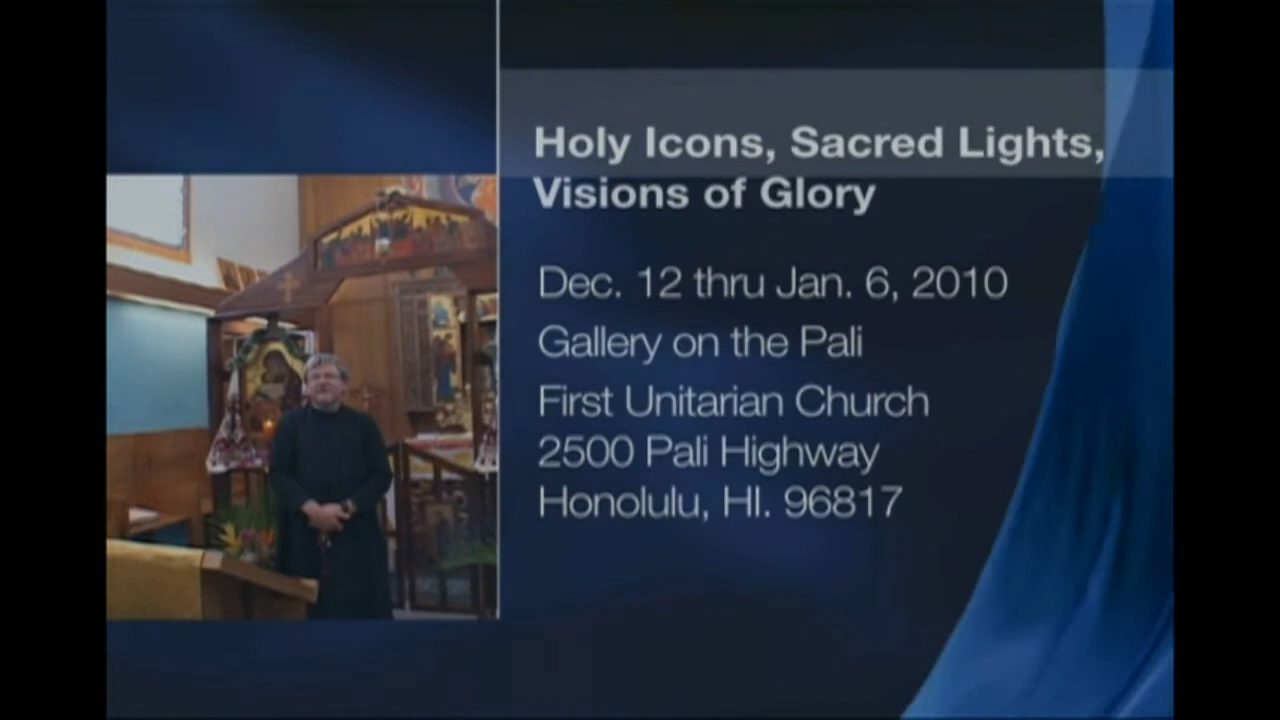 Holy Icons, Sacred Lights,
Visions of Glory
Dec. 12 thru Jan. 6, 2010
Gallery on the Pali
First Unitarian Church
2500 Pali Highway
Honolulu, HI. 96817